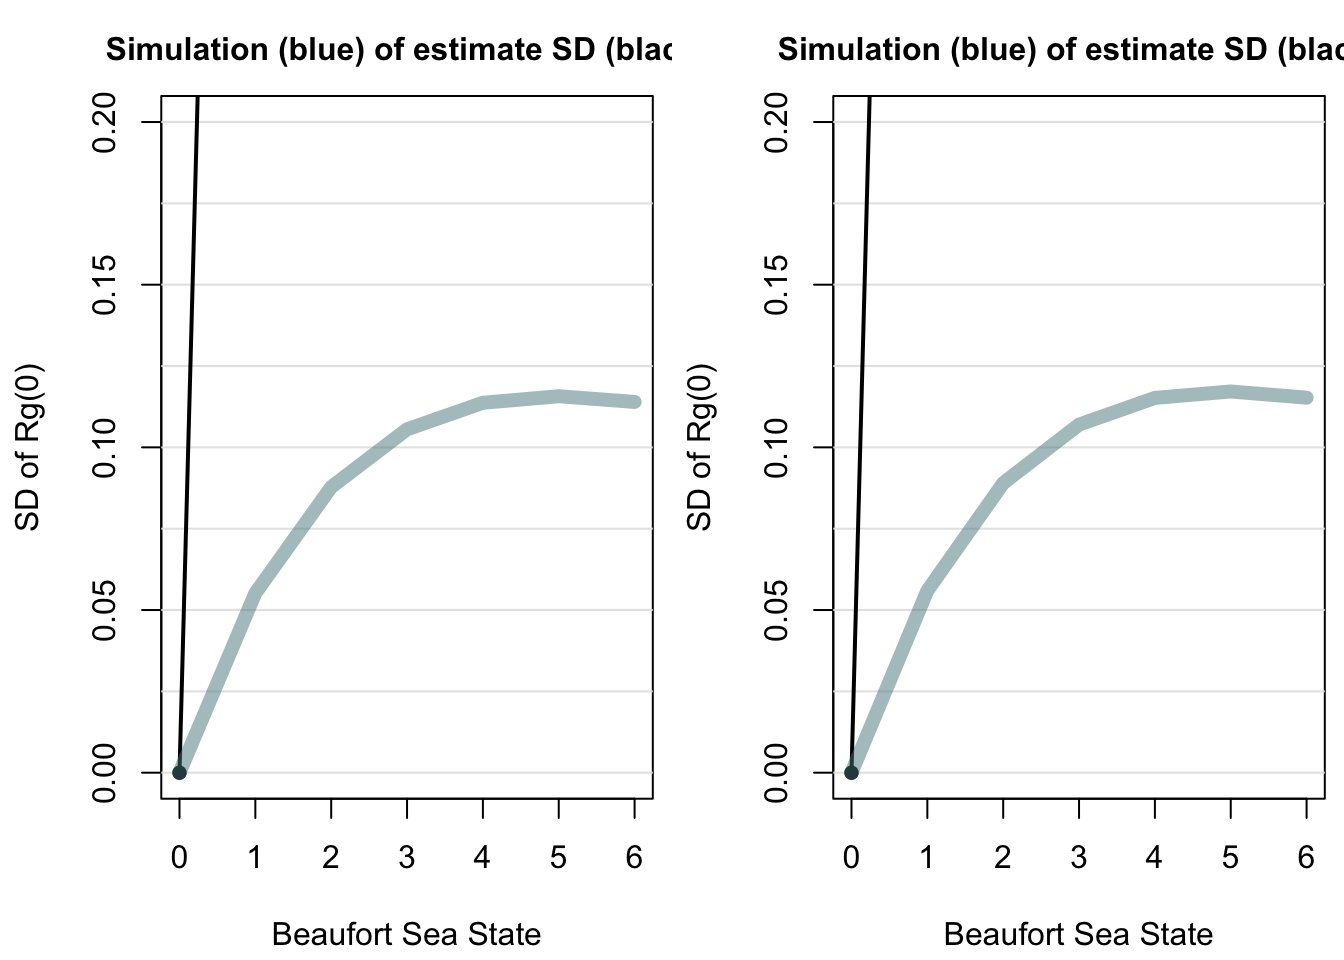 Simulation (blue) of estimate SD (blac
SD of Rg(0)
0.20
0.15
0.10
0.05
0.00
0 1 2 3 4 5 6
Beaufort Sea State
Simulation (blue) of estimate SD (blac
SD of Rg(0)
0.20
0.15
0.10
0.05
0.00
0 1 2 3 4 5 6
Beaufort Sea State